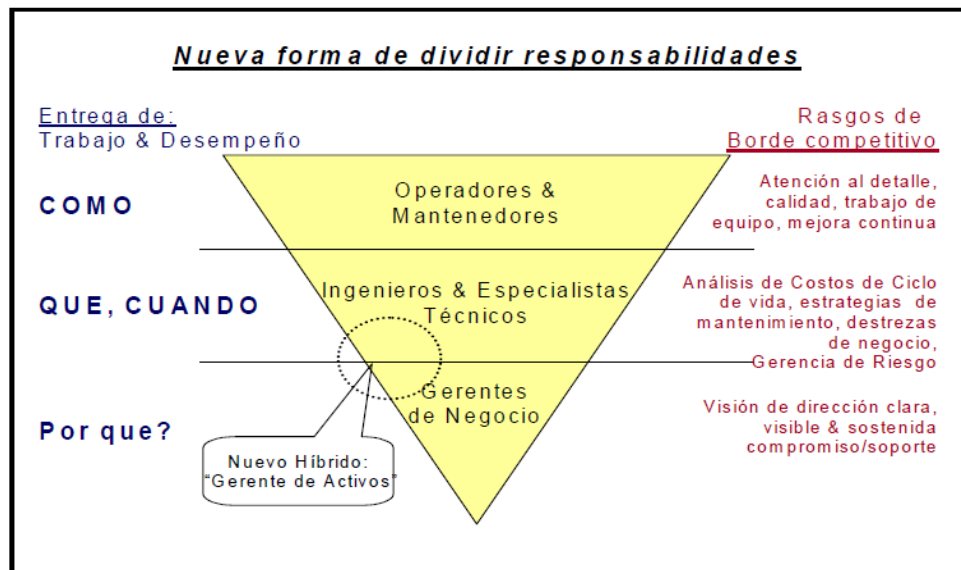 Nueva forma de dividir responsabilidades
Entrega de:
Trabajo & Desempeño
Rasgos de
Borde competitivo
COMO
Operadores &
Mantenedores
Atención al detalle,
calidad, trabajo de
equipo, mejora continua
QUE, CUANDO
Ingenieros & Especialistas
Técnicos
Análisis de Costos de Ciclo
de vida, estrategias de
mantenimiento, destrezas
de negocio,
Gerencia de Riesgo
Por que?
Gerentes
de Negocio
Visión de dirección clara,
visible & sostenida
compromiso/soporte
Nuevo Híbrido:
“Gerente de Activos”